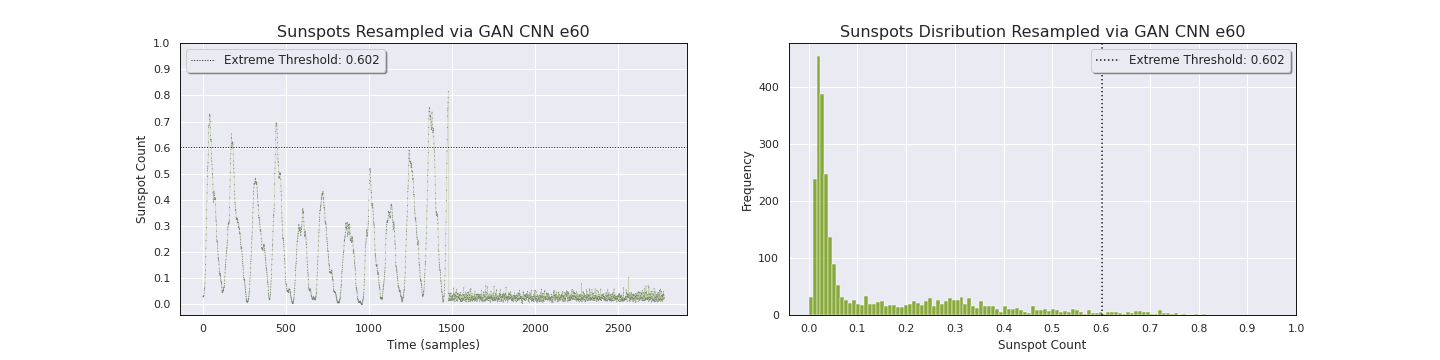 Sunspots Resampled via GAN CNN e60
Extreme Threshold: 0.602
Sunspot Count
1.0
0.9
0.8
0.7
0.6
0.5
0.4
0.3
0.2
0.1
0.0
0 500 1000 1500 2000 2500
Time (samples)
Sunspots Disribution Resampled via GAN CNN e60
Extreme Threshold: 0.602
Frequency
400
300
200
100
0
0.0 0.1 0.2 0.3 0.4 0.5 0.6 0.7 0.8 0.9 1.0
Sunspot Count